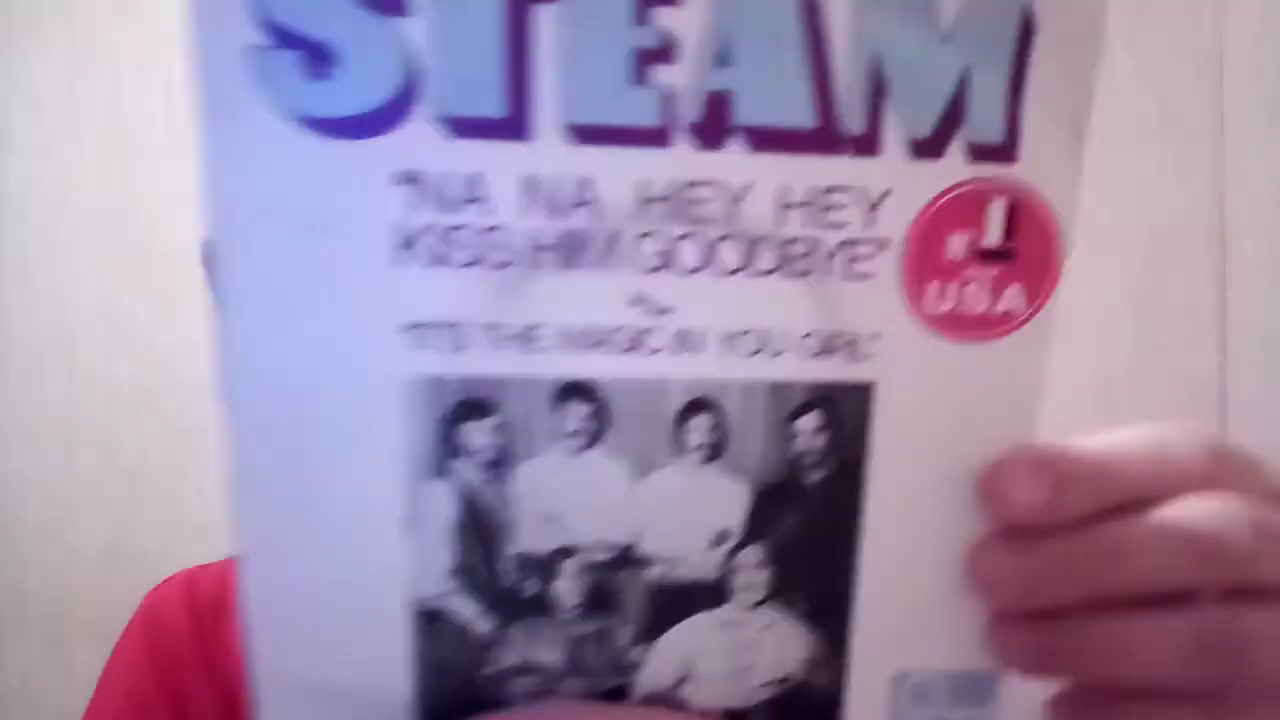 STEAM
"NA NA HEY HEY
KISS HIM GOODBYE"
"IT'S THE MAGIC IN YOU GIRL"
#1
USA